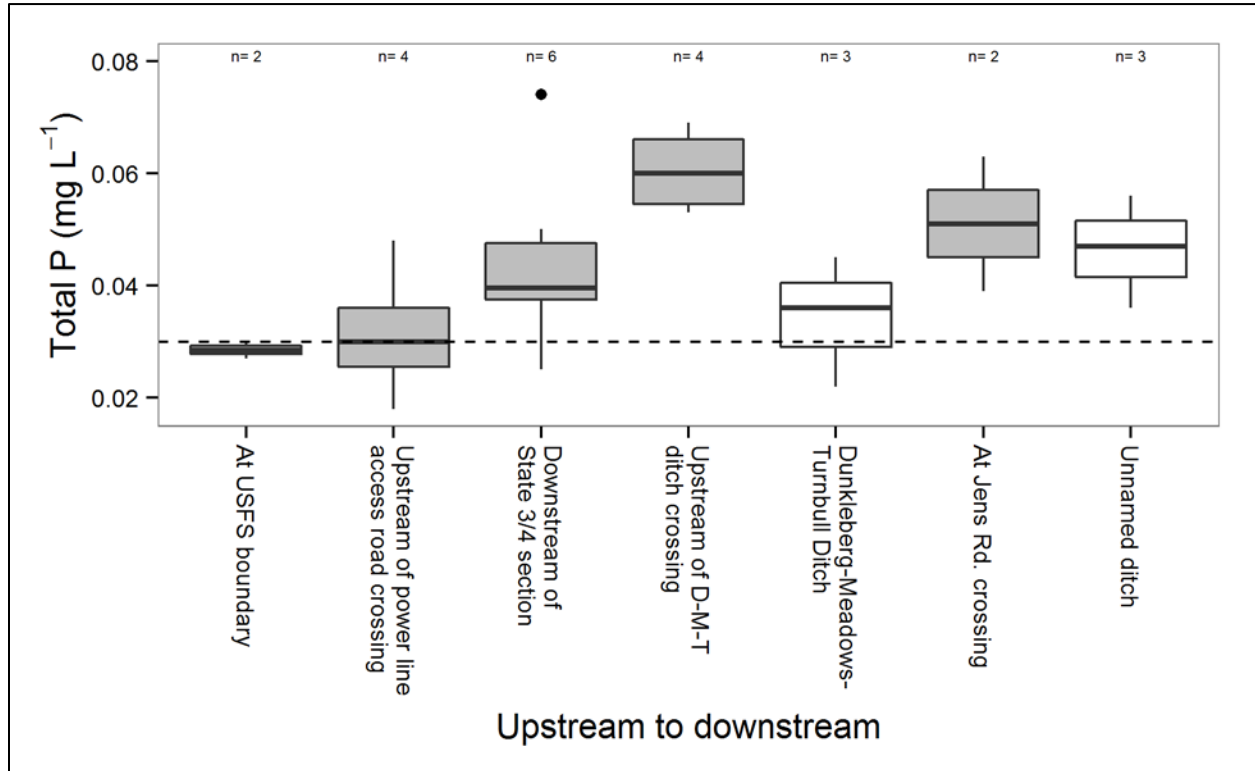 n= 2
n= 4
n= 6
n= 4
n= 3
n= 2
n= 3
Total P (mg L⁻¹)
0.08
0.06
0.04
0.02
At USFS boundary
Upstream of power line
access road crossing
Downstream of
State 3/4 section
Upstream of D-M-T
ditch crossing
Dunkleberg-Meadows-
Turnbull Ditch
At Jens Rd. crossing
Unnamed ditch
Upstream to downstream